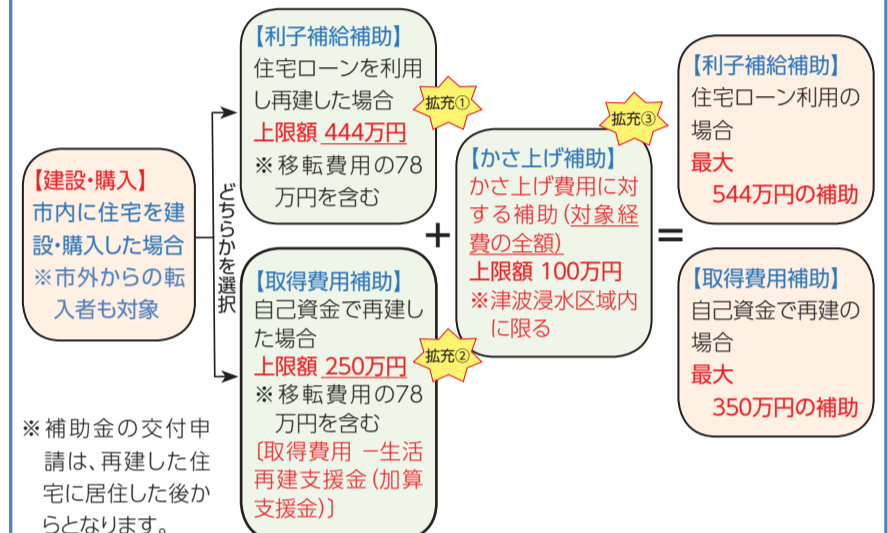 【建設・購入】
市内に住宅を建
設・購入した場合
※市外からの転
入者も対象
どちらかを選択
【利子補給補助】
住宅ローンを利用
し再建した場合
上限額 444万円
※移転費用の78
万円を含む
拡充①
【取得費用補助】
自己資金で再建し
た場合
上限額 250万円
※移転費用の78
万円を含む
〔取得費用 −生活
再建支援金(加算
支援金)〕
拡充②
+
【かさ上げ補助】
かさ上げ費用に対
する補助(対象経
費の全額)
上限額 100万円
※津波浸水区域内
に限る
拡充③
=
【利子補給補助】
住宅ローン利用の
場合
最大
544万円の補助
【取得費用補助】
自己資金で再建の
場合
最大
350万円の補助
※補助金の交付申
請は、再建した住
宅に居住した後か
らとなります。